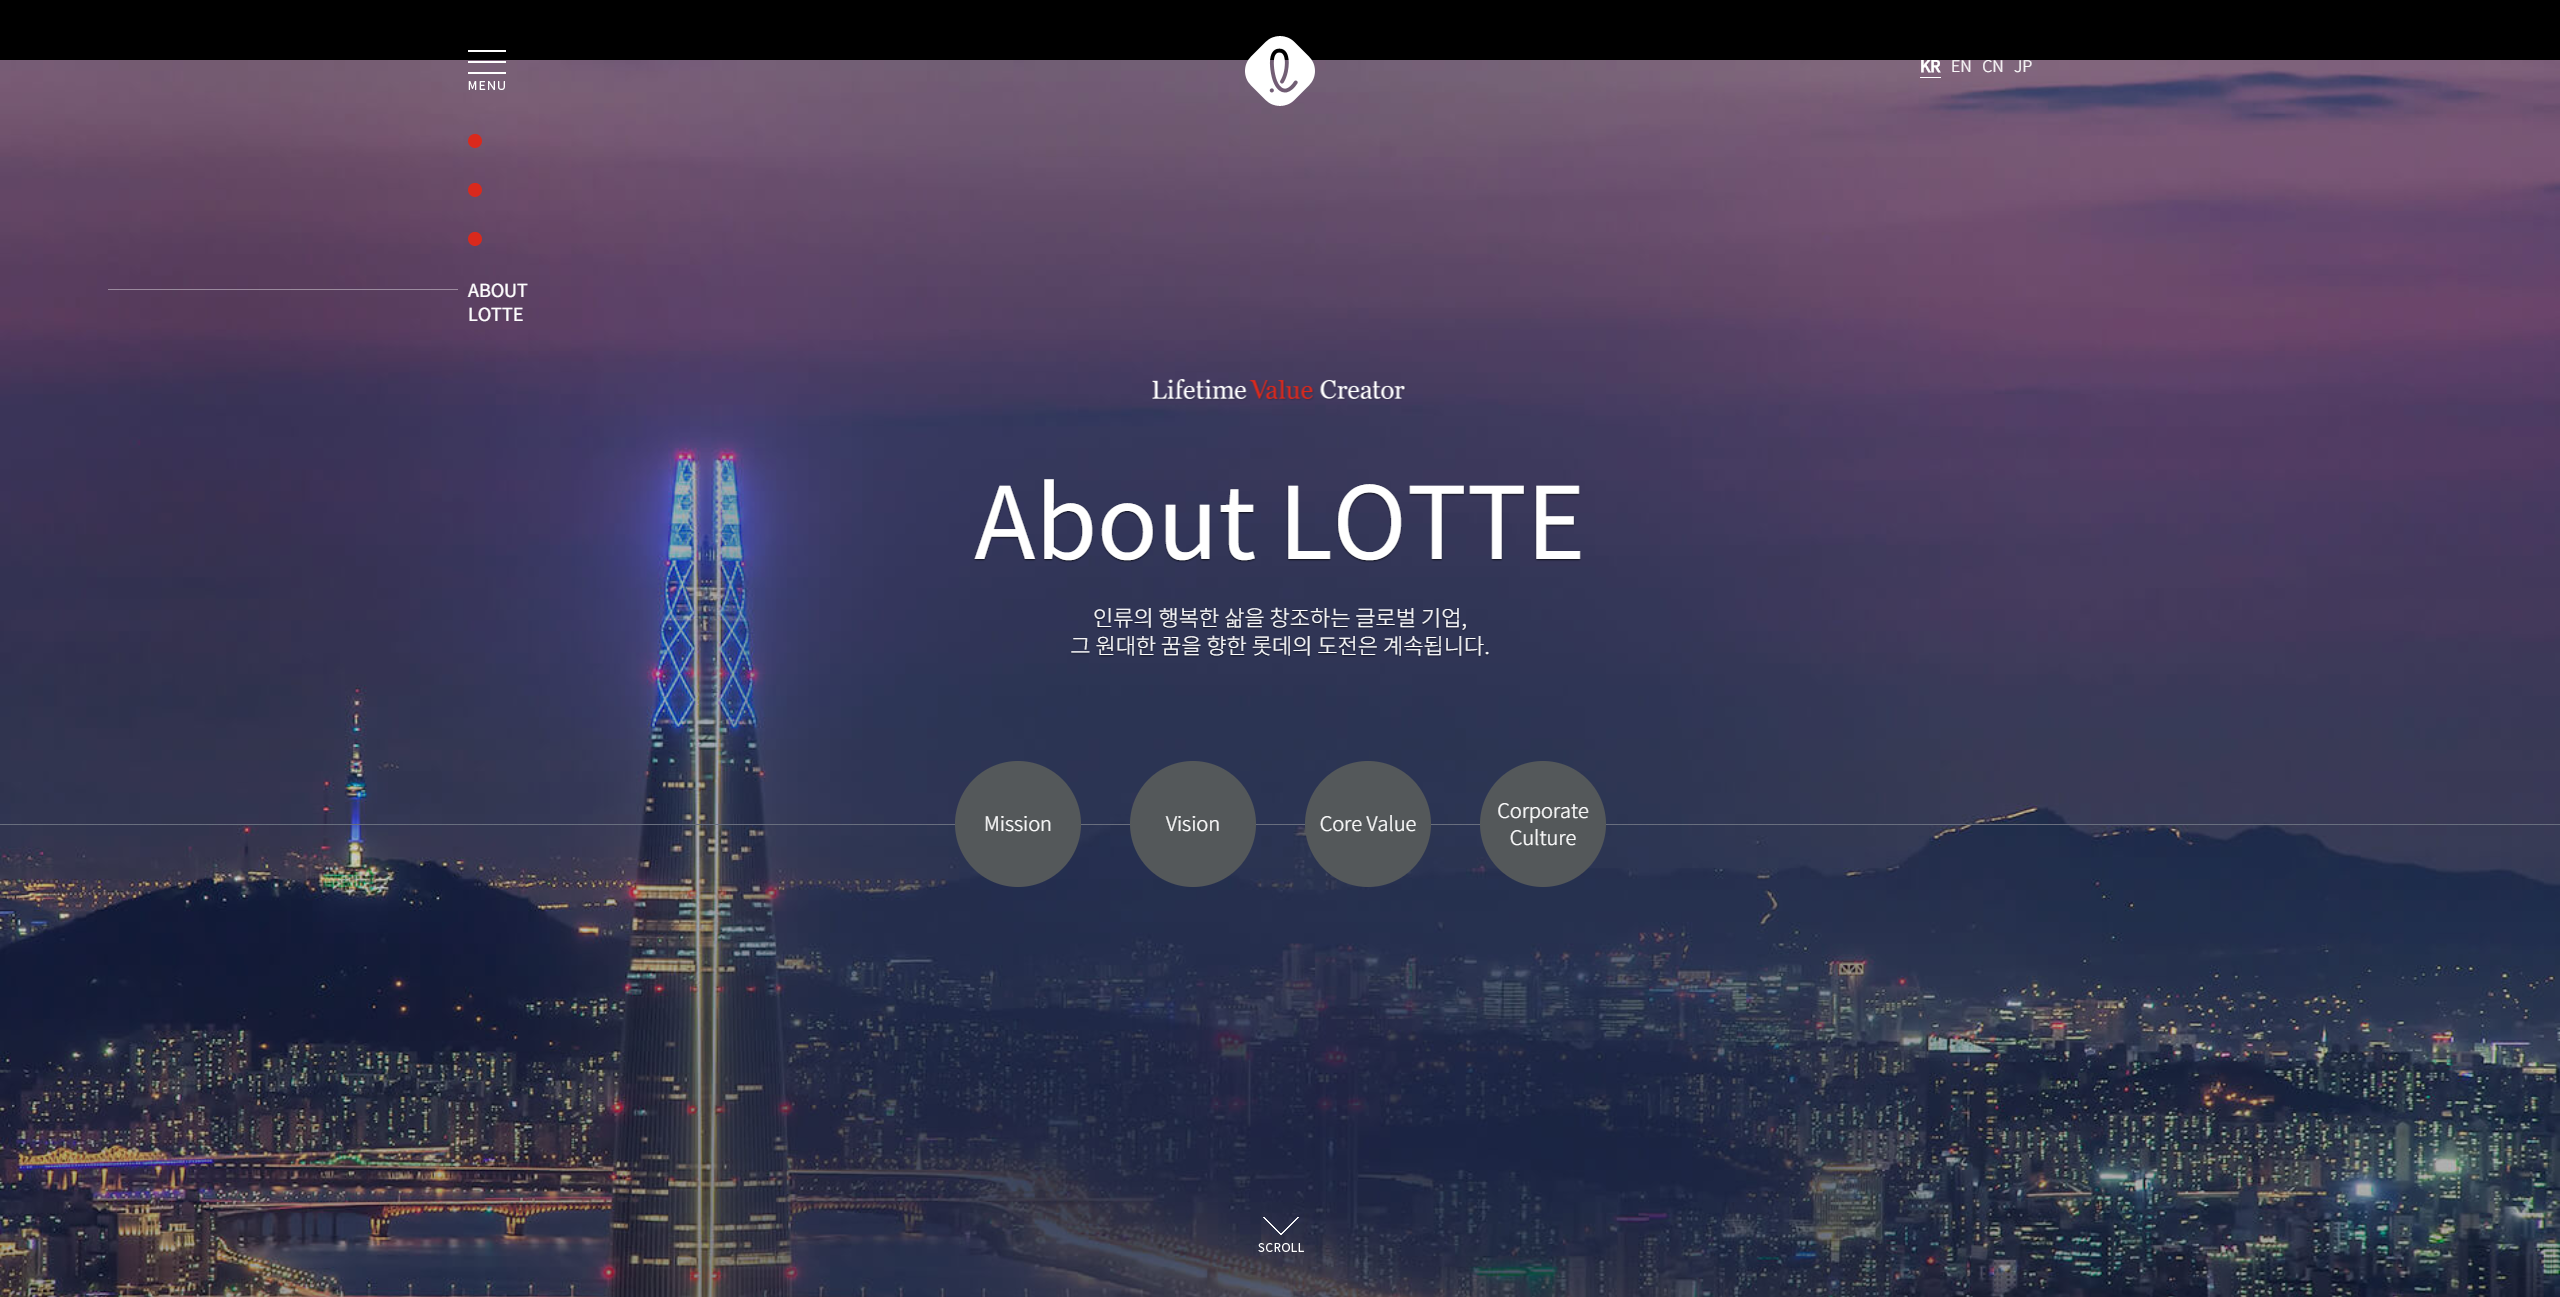 MENU
KR EN CN JP
ABOUT
LOTTE
Lifetime Value Creator
About LOTTE
인류의 행복한 삶을 창조하는 글로벌 기업,
그 원대한 꿈을 향한 롯데의 도전은 계속됩니다.
Mission
Vision
Core Value
Corporate
Culture
SCROLL